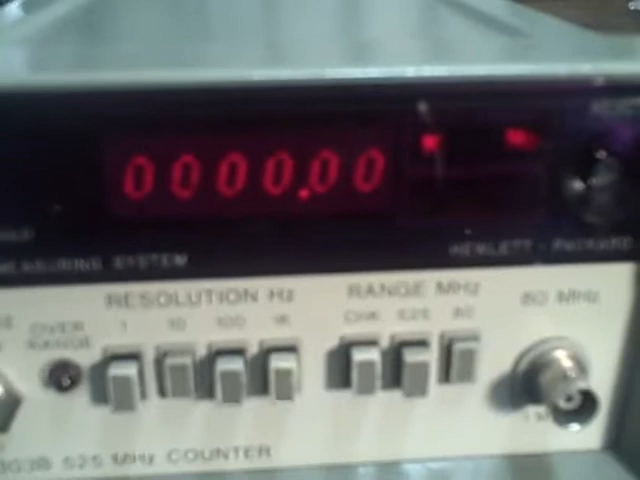 0000.00
MEASURING SYSTEM
HEWLETT - PACKARD
RESOLUTION Hz
RANGE MHz
80 MHz
1 10 100 1K
CHK 525 80
OVER
RANGE
525 MHz COUNTER